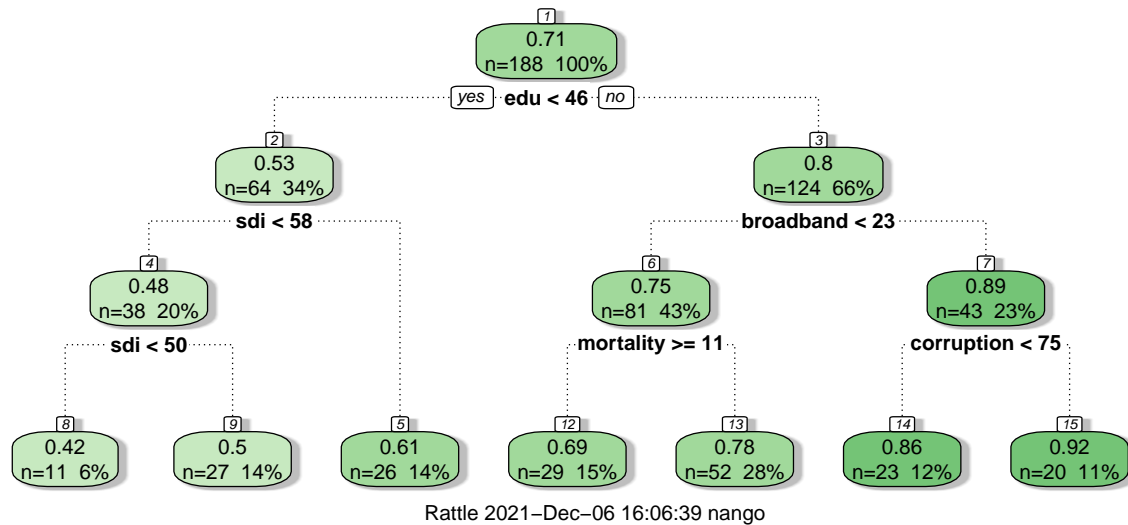 1
0.71
n=188 100%
yes edu < 46 no
2 3
0.53 0.8
n=64 34% n=124 66%
sdi < 58 broadband < 23
4 6 7
0.48 0.75 0.89
n=38 20% n=81 43% n=43 23%
sdi < 50 mortality >= 11 corruption < 75
8 9 5 12 13 14 15
0.42 0.5 0.61 0.69 0.78 0.86 0.92
n=11 6% n=27 14% n=26 14% n=29 15% n=52 28% n=23 12% n=20 11%
Rattle 2021−Dec−06 16:06:39 nango